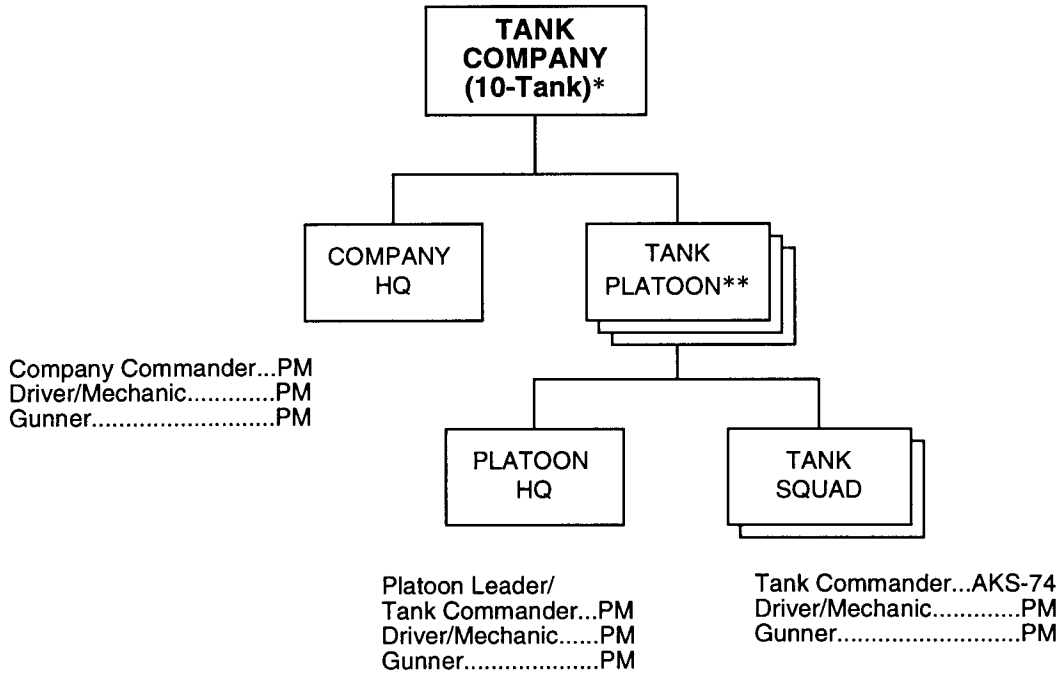 TANK
COMPANY
(10-Tank)*
COMPANY
HQ
TANK
PLATOON**
Company Commander...PM
Driver/Mechanic.............PM
Gunner...........................PM
PLATOON
HQ
TANK
SQUAD
Platoon Leader/
Tank Commander...PM
Driver/Mechanic......PM
Gunner....................PM
Tank Commander...AKS-74
Driver/Mechanic.............PM
Gunner...........................PM